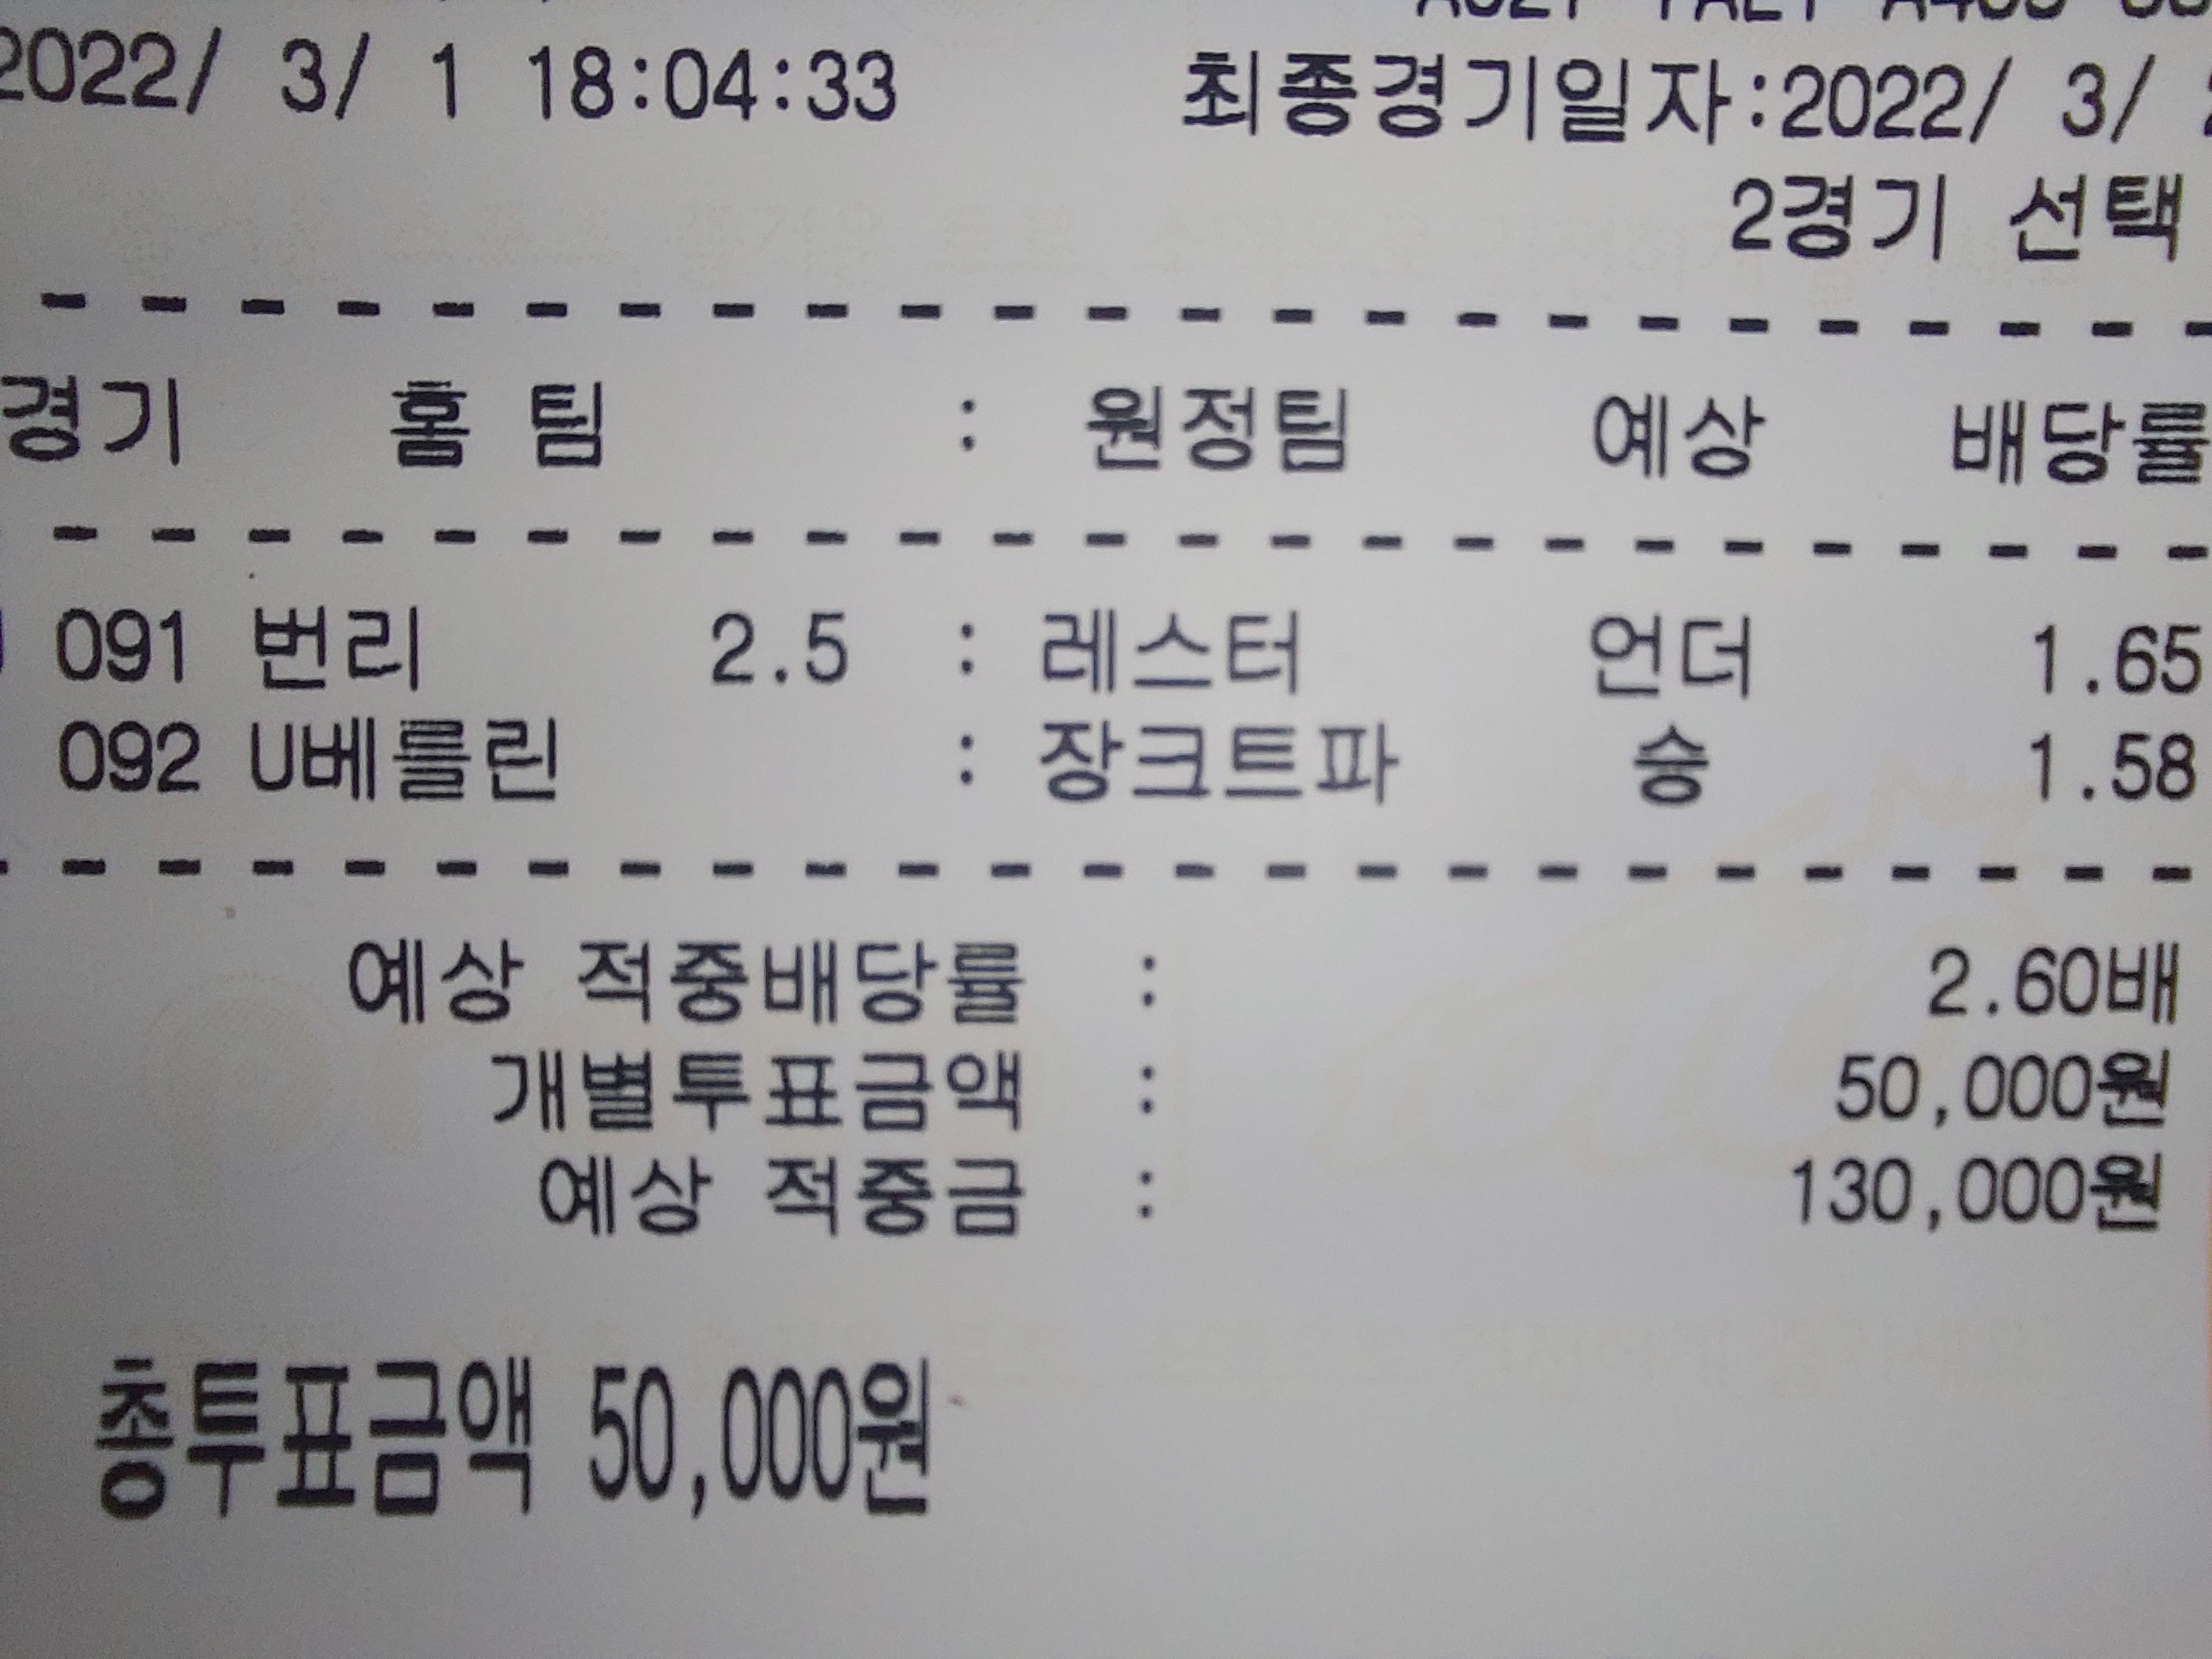 2022/ 3/ 1 18:04:33 최종경기일자:2022/ 3/
2경기 선택
경기 홈 팀 : 원정팀 예상 배당률
091 번리 2.5 : 레스터 언더 1.65
092 U베를린 : 장크트파 승 1.58
예상 적중배당률 : 2.60배
개별투표금액 : 50,000원
예상 적중금 : 130,000원
총투표금액 50,000원